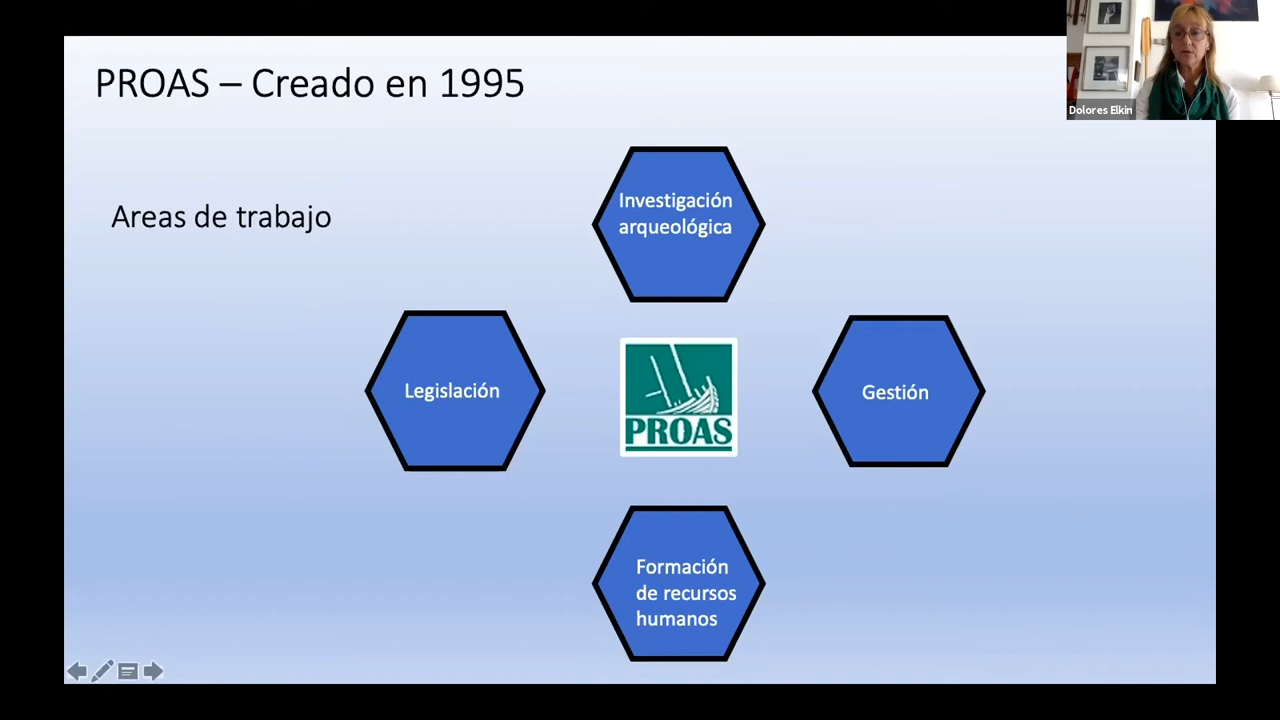 PROAS – Creado en 1995
Dolores Elkin
Areas de trabajo
Investigación
arqueológica
Legislación
PROAS
Gestión
Formación
de recursos
humanos